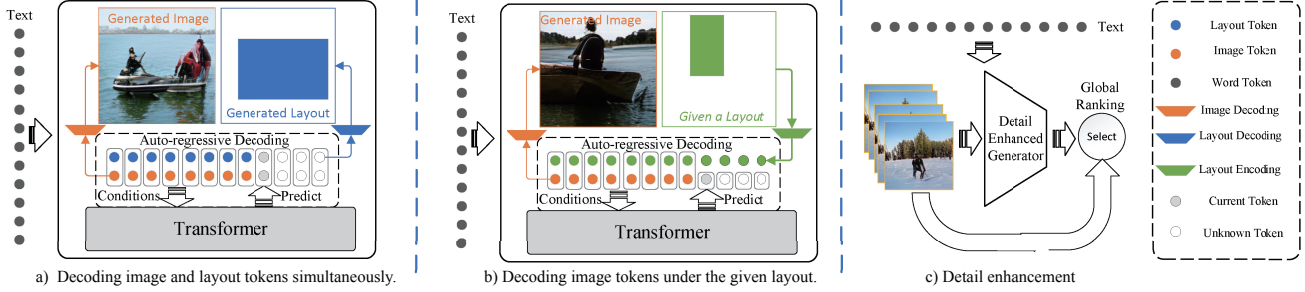 Text
Generated Image
Generated Layout
Auto-regressive Decoding
Conditions
Predict
Transformer
a) Decoding image and layout tokens simultaneously.
Text
Generated Image
Given a Layout
Auto-regressive Decoding
Conditions
Predict
Transformer
b) Decoding image tokens under the given layout.
Text
Detail
Enhanced
Generator
Global
Ranking
Select
c) Detail enhancement
Layout Token
Image Token
Word Token
Image Decoding
Layout Decoding
Layout Encoding
Current Token
Unknown Token